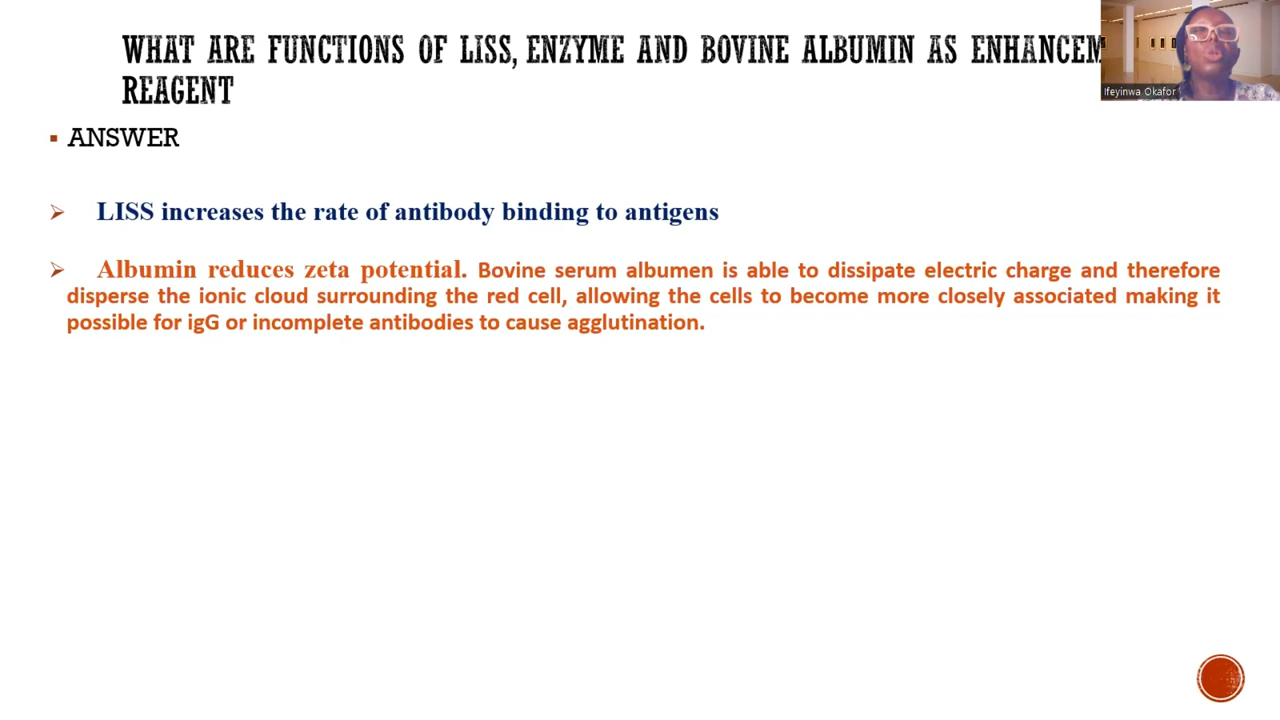 WHAT ARE FUNCTIONS OF LISS, ENZYME AND BOVINE ALBUMIN AS ENHANCEM
REAGENT
Ifeyinwa Okafor
ANSWER
LISS increases the rate of antibody binding to antigens
Albumin reduces zeta potential. Bovine serum albumen is able to dissipate electric charge and therefore
disperse the ionic cloud surrounding the red cell, allowing the cells to become more closely associated making it
possible for igG or incomplete antibodies to cause agglutination.